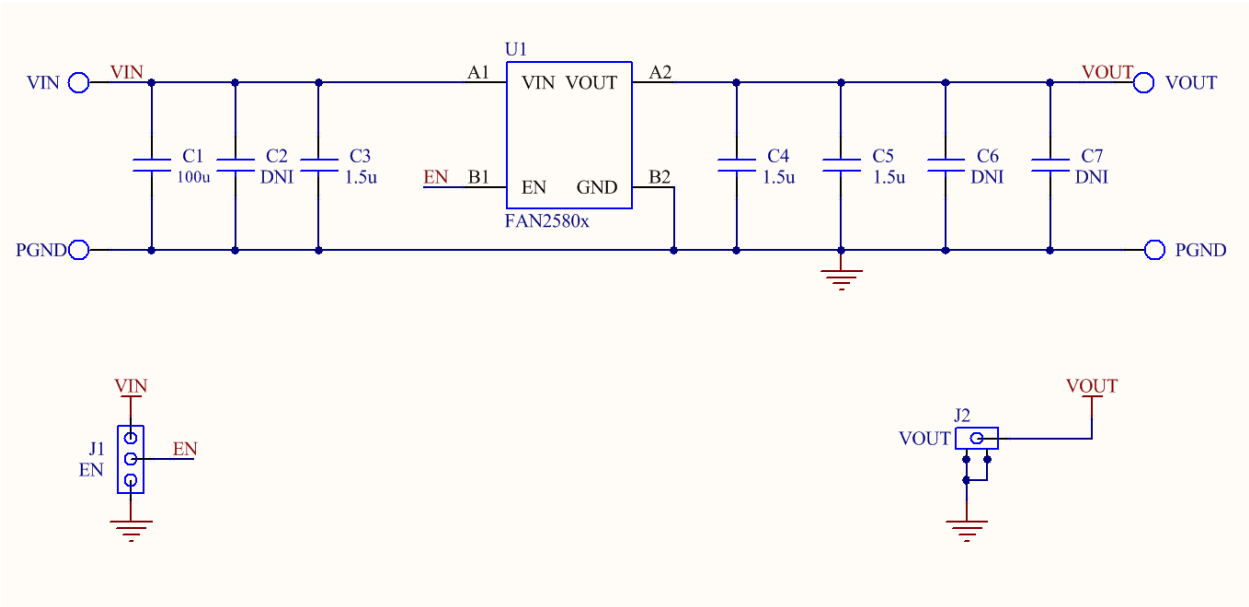 U1
VIN VIN A1 VIN VOUT A2 VOUT VOUT
C1 C2 C3 C4 C5 C6 C7
100u DNI 1.5u 1.5u 1.5u DNI DNI
EN B1 EN GND B2
FAN2580x
PGND PGND
VIN VOUT
J2
VOUT
J1 EN
EN